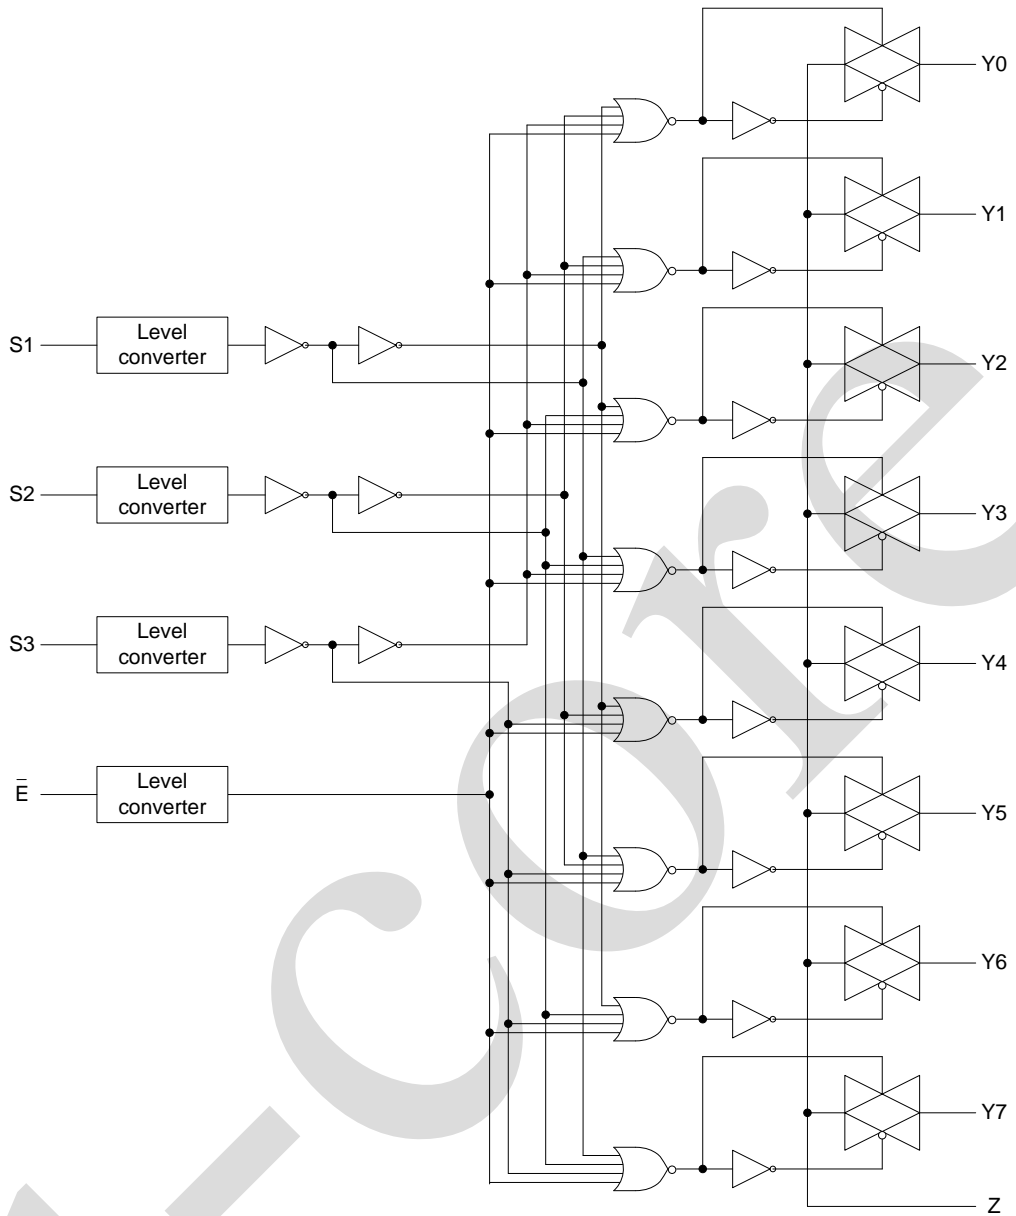 Y0
Y1
S1
Level
converter
Y2
S2
Level
converter
Y3
S3
Level
converter
Y4
E̅
Level
converter
Y5
Y6
Y7
Z
-core